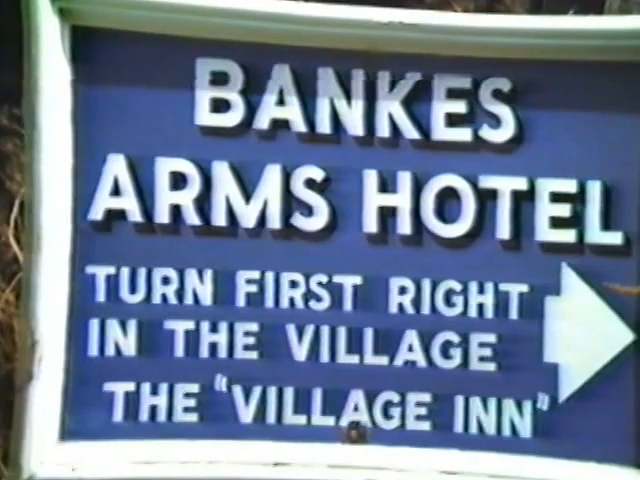 BANKES
ARMS HOTEL
TURN FIRST RIGHT
IN THE VILLAGE
THE "VILLAGE INN"